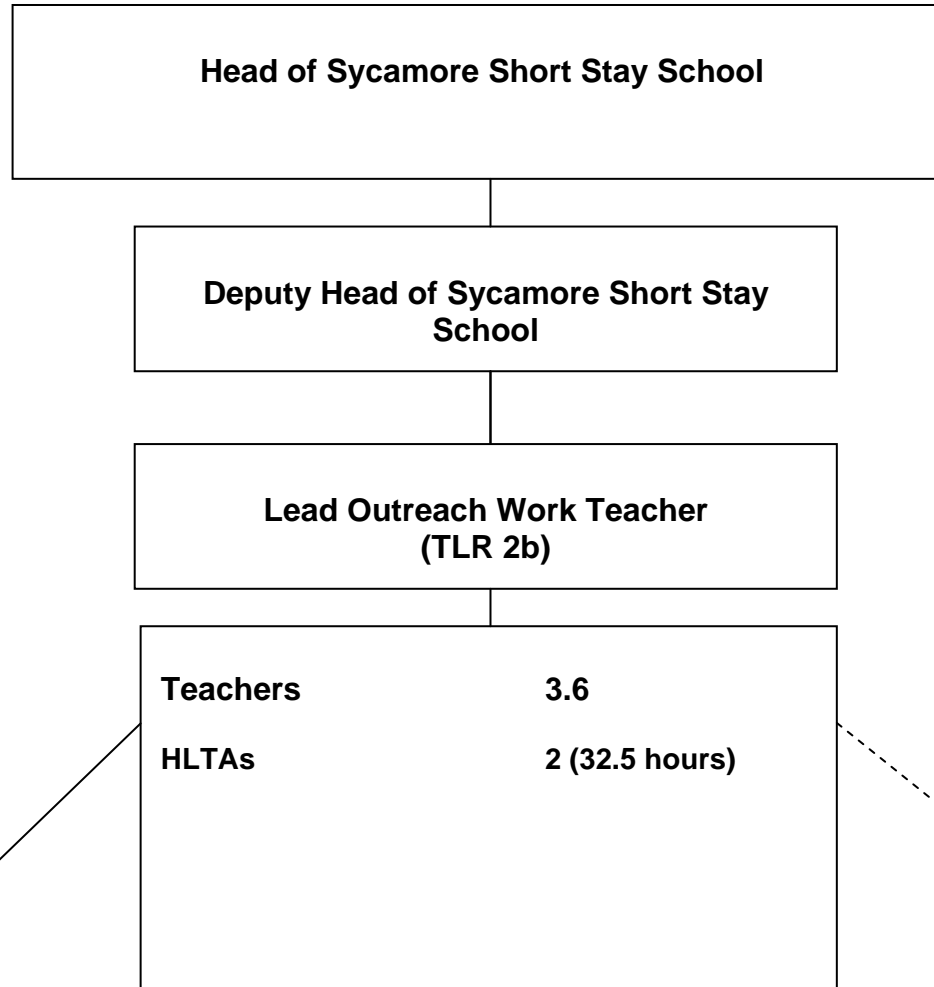 Head of Sycamore Short Stay School
Deputy Head of Sycamore Short Stay
School
Lead Outreach Work Teacher
(TLR 2b)
Teachers 3.6
HLTAs 2 (32.5 hours)